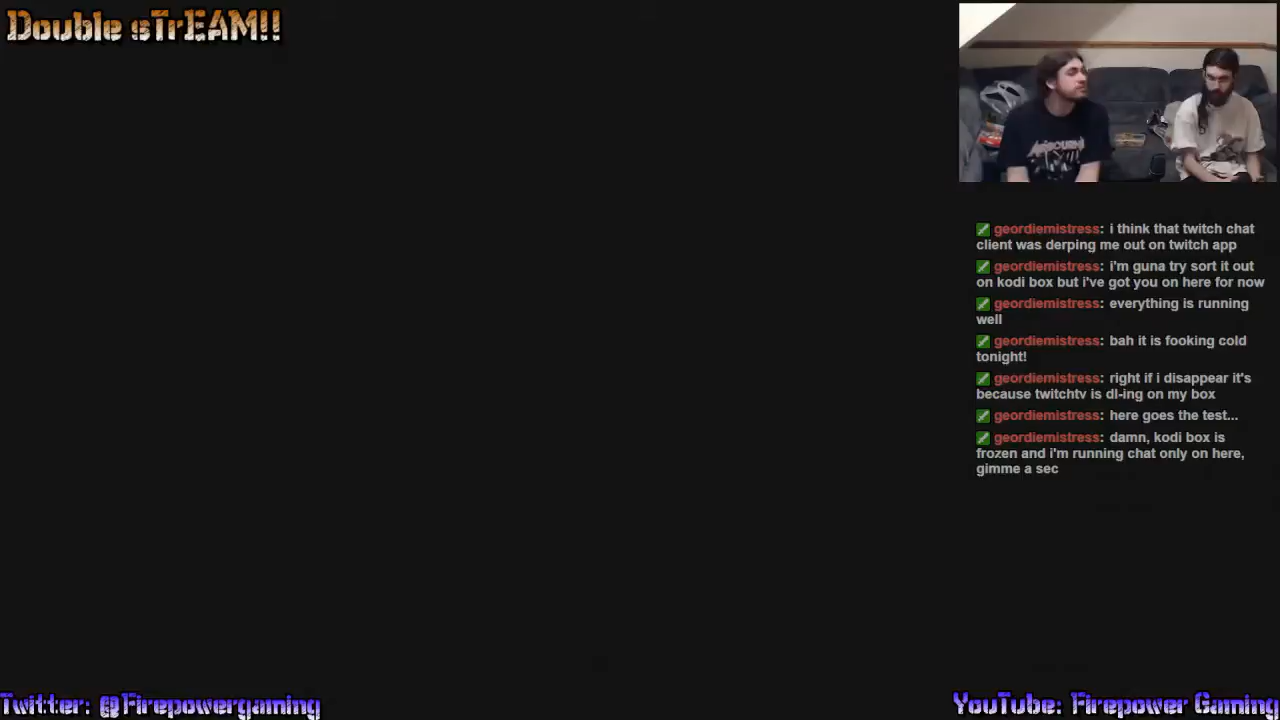 Double sTrEAM!!
geordiemistress: i think that twitch chat
client was derping me out on twitch app
geordiemistress: i'm guna try sort it out
on kodi box but i've got you on here for now
geordiemistress: everything is running
well
geordiemistress: bah it is fooking cold
tonight!
geordiemistress: right if i disappear it's
because twitchtv is dl-ing on my box
geordiemistress: here goes the test...
geordiemistress: damn, kodi box is
frozen and i'm running chat only on here,
gimme a sec
Twitter: @Firepowergaming
YouTube: Firepower Gaming